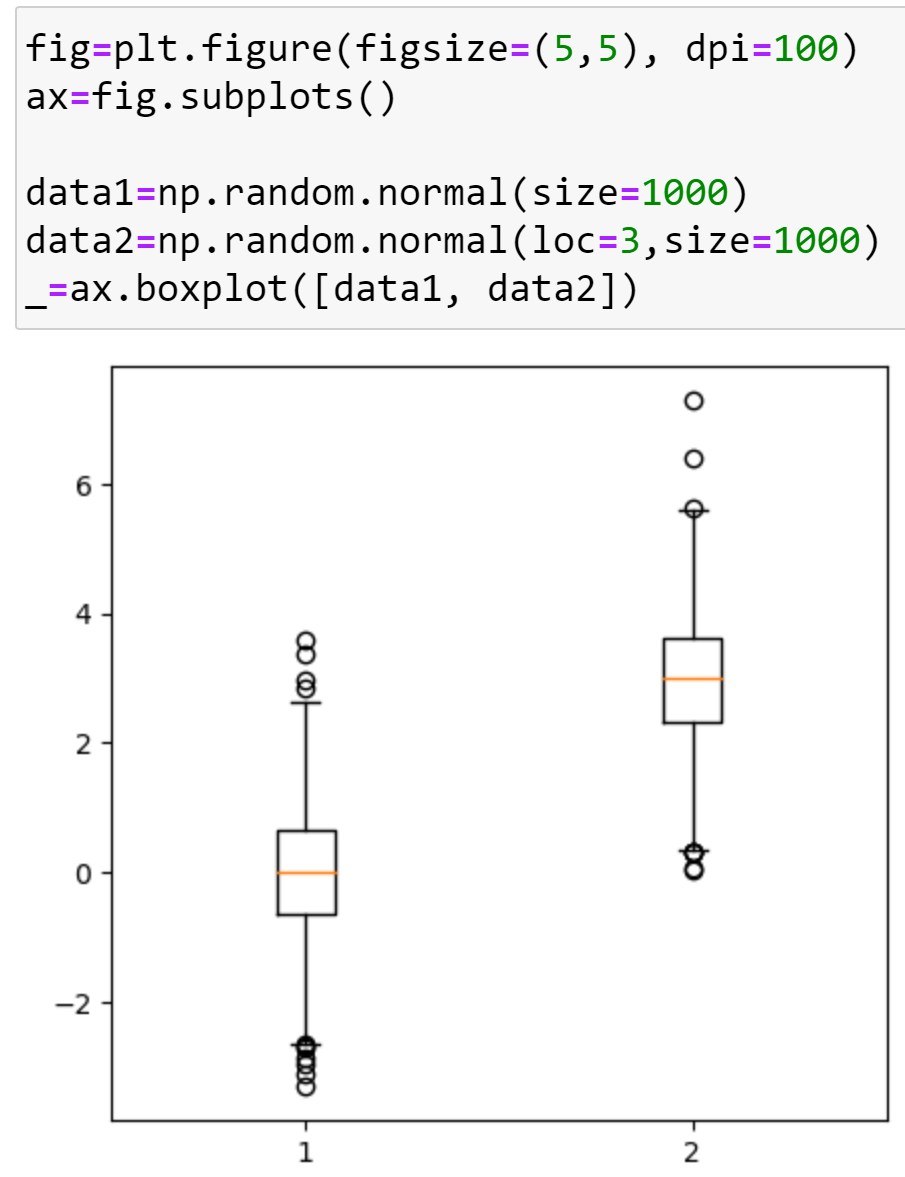 fig=plt.figure(figsize=(5,5), dpi=100)
ax=fig.subplots()
data1=np.random.normal(size=1000)
data2=np.random.normal(loc=3,size=1000)
_=ax.boxplot([data1, data2])
6
4
2
0
−2
1
2